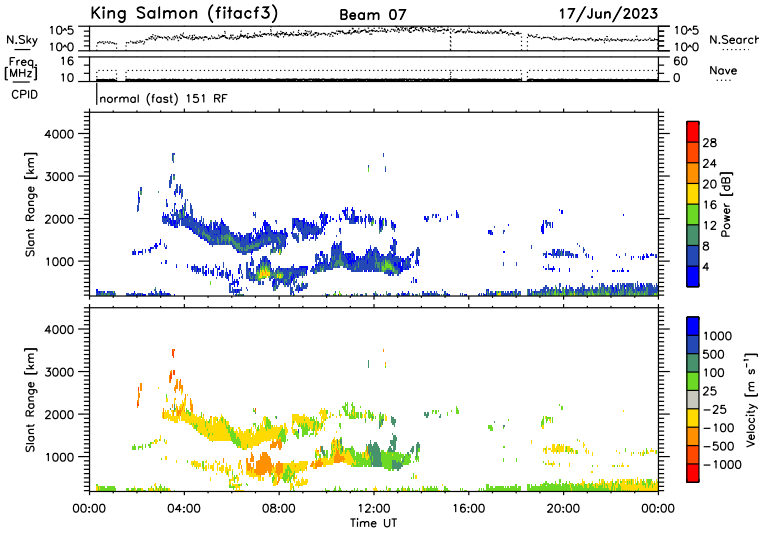 King Salmon (fitacf3) Beam 07 17/Jun/2023
N.Sky 10^5 10^0 10^5 10^0 N.Search
Freq. [MHz] 16 10 60 0 Nave
CPID normal (fast) 151 RF
Slant Range [km] 4000 3000 2000 1000
Power [dB] 28 24 20 16 12 8 4
Slant Range [km] 4000 3000 2000 1000
Velocity [m s⁻¹] 1000 500 100 25 −25 −100 −500 −1000
00:00 04:00 08:00 12:00 16:00 20:00 00:00
Time UT